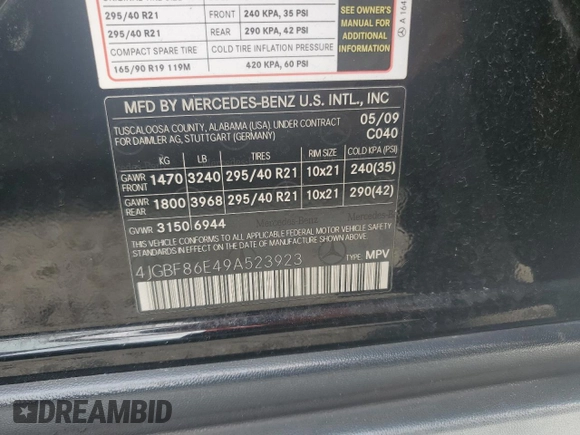 295/40 R21 FRONT 240 KPA, 35 PSI
295/40 R21 REAR 290 KPA, 42 PSI
COMPACT SPARE TIRE COLD TIRE INFLATION PRESSURE
165/90 R19 119M 420 KPA, 60 PSI
SEE OWNER'S
MANUAL FOR
ADDITIONAL
INFORMATION
A 164
MFD BY MERCEDES-BENZ U.S. INTL., INC
TUSCALOOSA COUNTY, ALABAMA (USA) UNDER CONTRACT
FOR DAIMLER AG, STUTTGART (GERMANY)
05/09
C040
KG LB TIRES RIM SIZE COLD KPA (PSI)
GAWR FRONT 1470 3240 295/40 R21 10x21 240(35)
GAWR REAR 1800 3968 295/40 R21 10x21 290(42)
GVWR 3150 6944
Mercedes-Benz
THIS VEHICLE CONFORMS TO ALL APPLICABLE FEDERAL MOTOR VEHICLE
SAFETY STANDARDS IN EFFECT ON THE DATE OF MANUFACTURE SHOWN ABOVE.
4JGBF86E49A523923
TYPE: MPV
DREAMBID